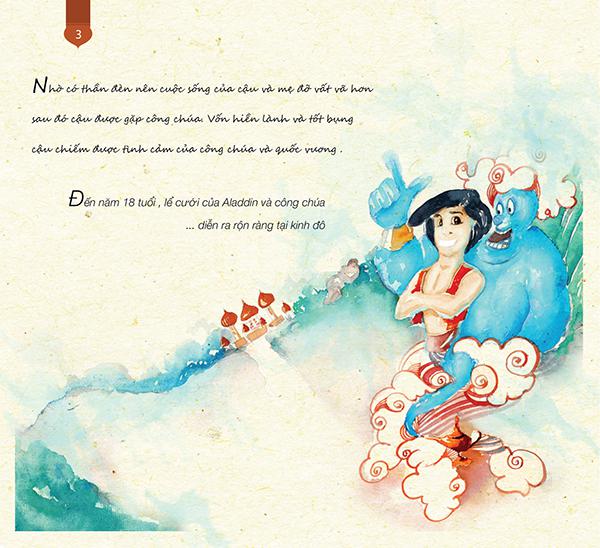 3
Nhờ có thần đèn nên cuộc sống của cậu và mẹ đỡ vất vã hơn
sau đó cậu được gặp công chúa. Vốn hiền lành và tốt bụng
cậu chiếm được tình cảm của công chúa và quốc vương .
Đến năm 18 tuổi , lể cưới của Aladdin và công chúa
... diễn ra rộn ràng tại kinh đô